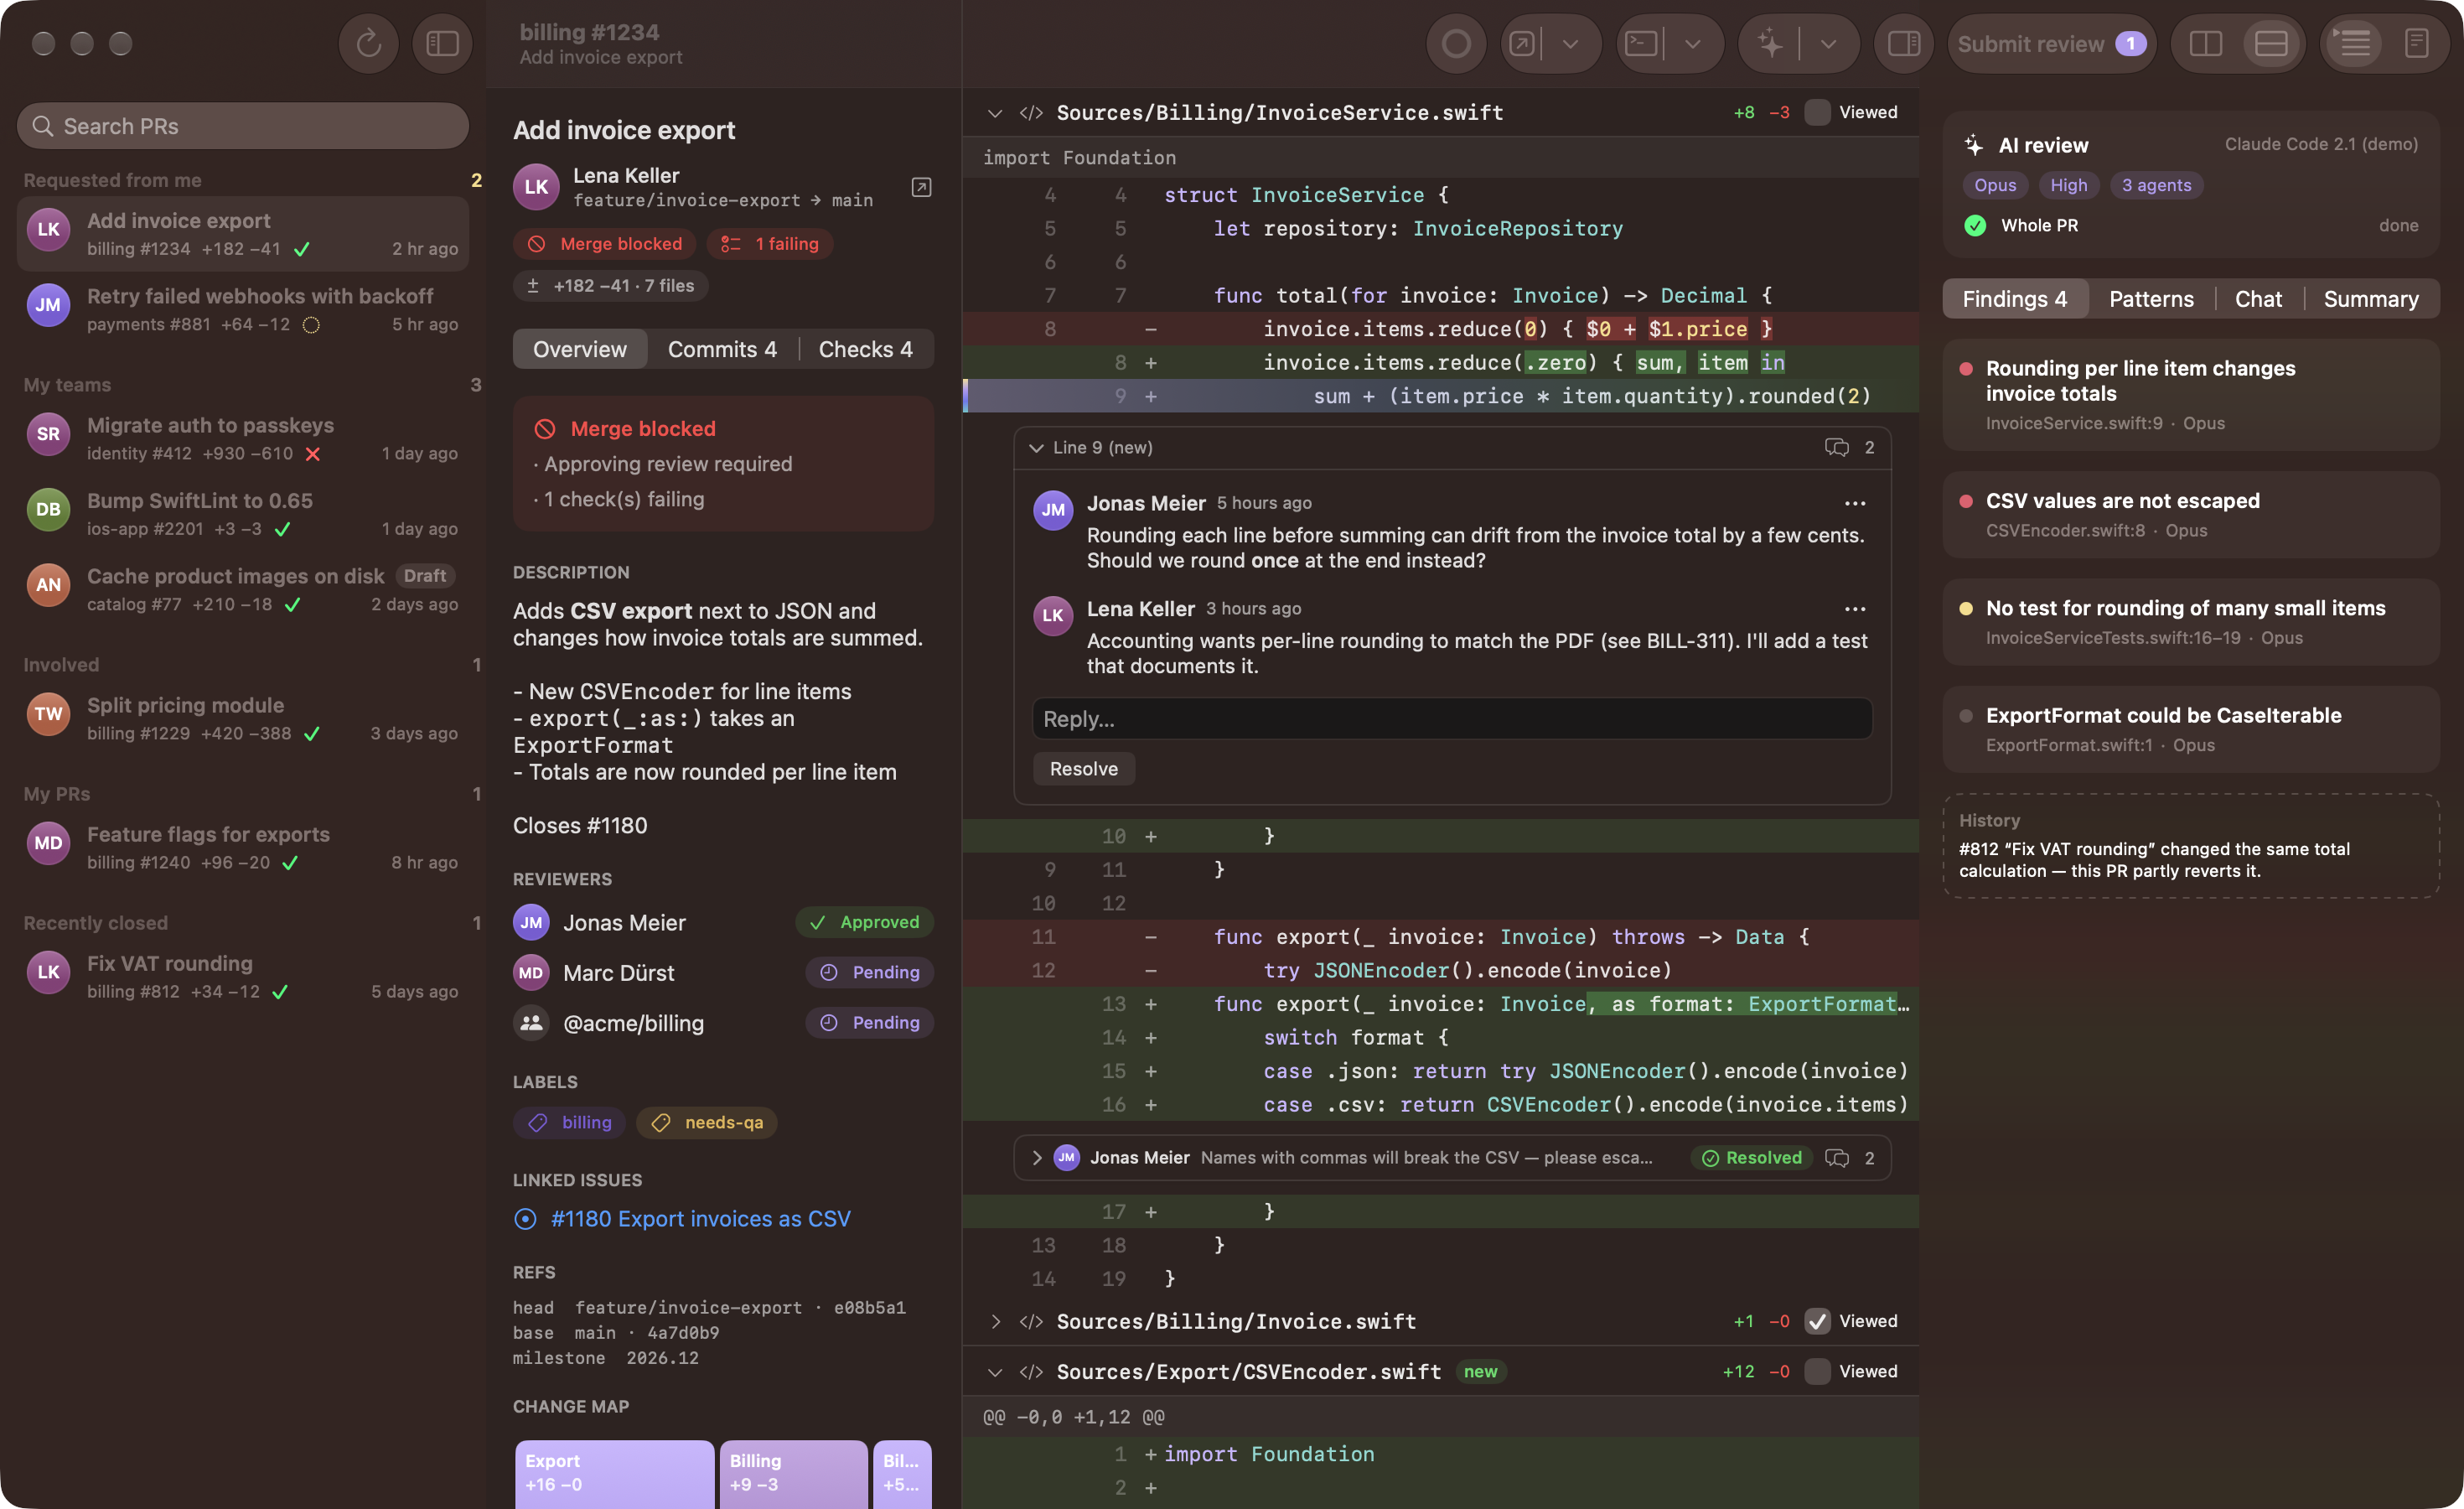 Search PRs
Requested from me 2
LK Add invoice export
billing #1234 +182 −41 2 hr ago
JM Retry failed webhooks with backoff
payments #881 +64 −12 5 hr ago
My teams 3
SR Migrate auth to passkeys
identity #412 +930 −610 1 day ago
DB Bump SwiftLint to 0.65
ios-app #2201 +3 −3 1 day ago
AN Cache product images on disk Draft
catalog #77 +210 −18 2 days ago
Involved 1
TW Split pricing module
billing #1229 +420 −388 3 days ago
My PRs 1
MD Feature flags for exports
billing #1240 +96 −20 8 hr ago
Recently closed 1
LK Fix VAT rounding
billing #812 +34 −12 5 days ago
billing #1234
Add invoice export
Add invoice export
LK Lena Keller
feature/invoice-export → main
Merge blocked 1 failing
± +182 −41 · 7 files
Overview Commits 4 Checks 4
Merge blocked
· Approving review required
· 1 check(s) failing
DESCRIPTION
Adds CSV export next to JSON and
changes how invoice totals are summed.
- New CSVEncoder for line items
- export(_:as:) takes an
ExportFormat
- Totals are now rounded per line item
Closes #1180
REVIEWERS
JM Jonas Meier Approved
MD Marc Dürst Pending
@acme/billing Pending
LABELS
billing needs-qa
LINKED ISSUES
#1180 Export invoices as CSV
REFS
head feature/invoice-export · e08b5a1
base main · 4a7d0b9
milestone 2026.12
CHANGE MAP
Export Billing Bil…
+16 −0 +9 −3 +5…
Submit review 1
</> Sources/Billing/InvoiceService.swift +8 −3 Viewed
import Foundation
4 4 struct InvoiceService {
5 5 let repository: InvoiceRepository
6 6
7 7 func total(for invoice: Invoice) -> Decimal {
8 − invoice.items.reduce(0) { $0 + $1.price }
8 + invoice.items.reduce(.zero) { sum, item in
9 + sum + (item.price * item.quantity).rounded(2)
Line 9 (new) 2
JM Jonas Meier 5 hours ago ···
Rounding each line before summing can drift from the invoice total by a few cents.
Should we round once at the end instead?
LK Lena Keller 3 hours ago ···
Accounting wants per-line rounding to match the PDF (see BILL-311). I'll add a test
that documents it.
Reply...
Resolve
10 + }
9 11 }
10 12
11 − func export(_ invoice: Invoice) throws -> Data {
12 − try JSONEncoder().encode(invoice)
13 + func export(_ invoice: Invoice, as format: ExportFormat…
14 + switch format {
15 + case .json: return try JSONEncoder().encode(invoice)
16 + case .csv: return CSVEncoder().encode(invoice.items)
JM Jonas Meier Names with commas will break the CSV — please esca... Resolved 2
17 + }
13 18 }
14 19 }
</> Sources/Billing/Invoice.swift +1 −0 Viewed
</> Sources/Export/CSVEncoder.swift new +12 −0 Viewed
@@ −0,0 +1,12 @@
1 + import Foundation
2 +
AI review Claude Code 2.1 (demo)
Opus High 3 agents
Whole PR done
Findings 4 Patterns Chat Summary
Rounding per line item changes
invoice totals
InvoiceService.swift:9 · Opus
CSV values are not escaped
CSVEncoder.swift:8 · Opus
No test for rounding of many small items
InvoiceServiceTests.swift:16–19 · Opus
ExportFormat could be CaseIterable
ExportFormat.swift:1 · Opus
History
#812 “Fix VAT rounding” changed the same total
calculation — this PR partly reverts it.